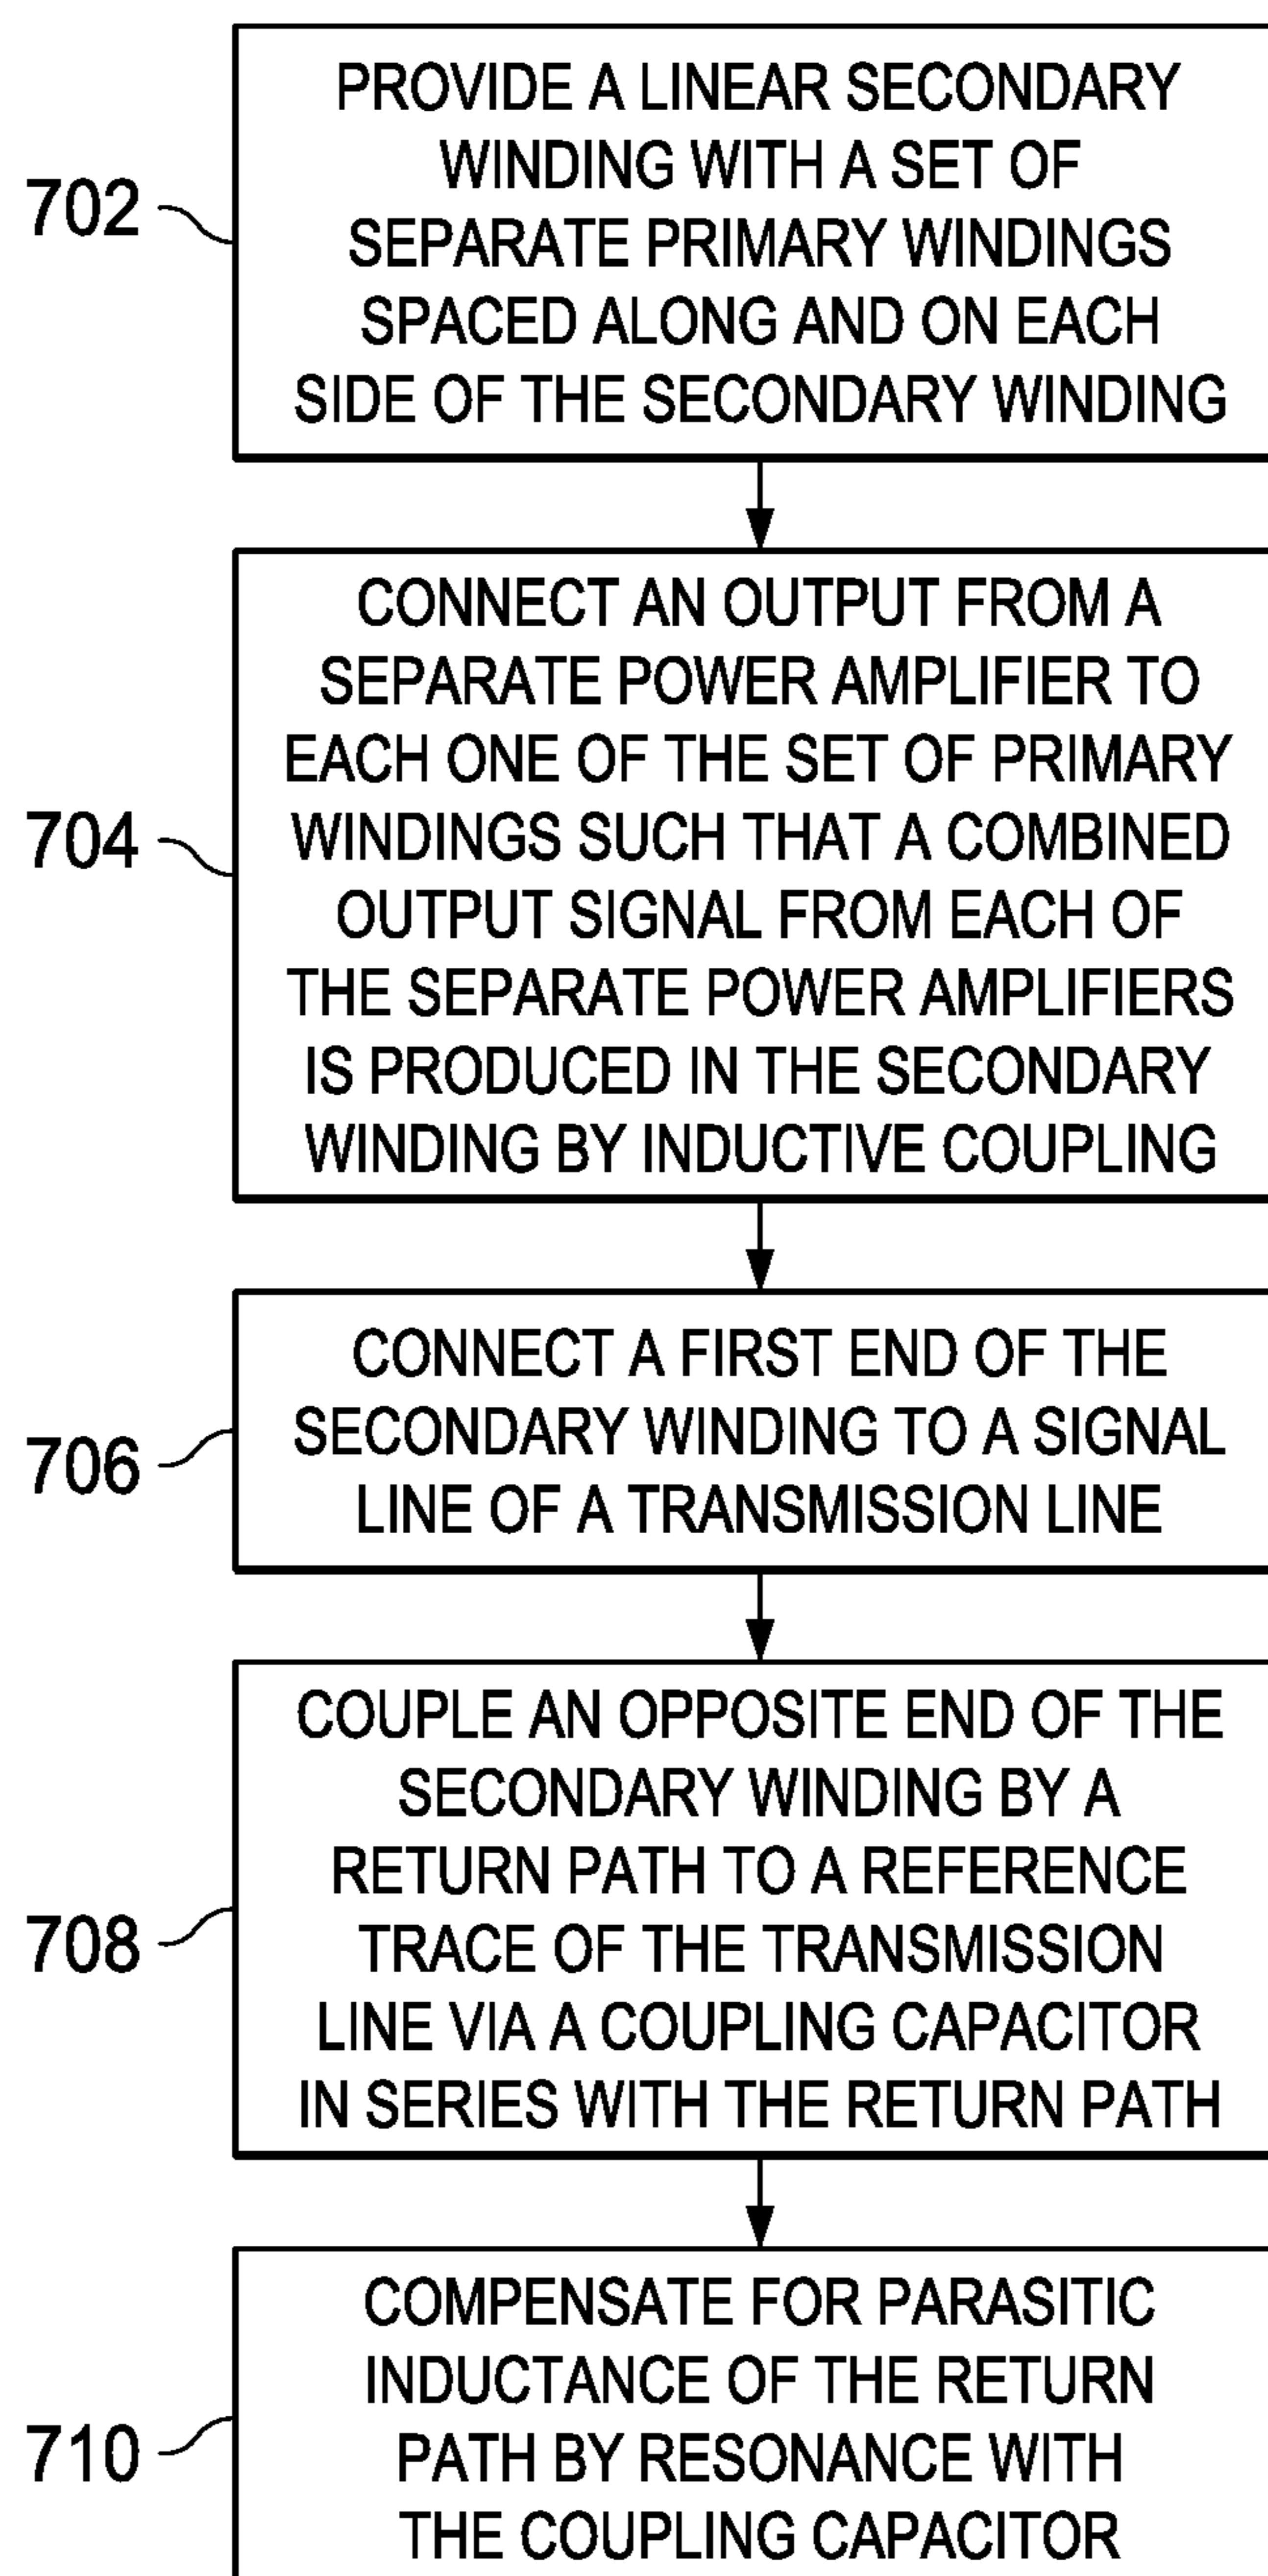 702
PROVIDE A LINEAR SECONDARY
WINDING WITH A SET OF
SEPARATE PRIMARY WINDINGS
SPACED ALONG AND ON EACH
SIDE OF THE SECONDARY WINDING
704
CONNECT AN OUTPUT FROM A
SEPARATE POWER AMPLIFIER TO
EACH ONE OF THE SET OF PRIMARY
WINDINGS SUCH THAT A COMBINED
OUTPUT SIGNAL FROM EACH OF
THE SEPARATE POWER AMPLIFIERS
IS PRODUCED IN THE SECONDARY
WINDING BY INDUCTIVE COUPLING
706
CONNECT A FIRST END OF THE
SECONDARY WINDING TO A SIGNAL
LINE OF A TRANSMISSION LINE
708
COUPLE AN OPPOSITE END OF THE
SECONDARY WINDING BY A
RETURN PATH TO A REFERENCE
TRACE OF THE TRANSMISSION
LINE VIA A COUPLING CAPACITOR
IN SERIES WITH THE RETURN PATH
710
COMPENSATE FOR PARASITIC
INDUCTANCE OF THE RETURN
PATH BY RESONANCE WITH
THE COUPLING CAPACITOR